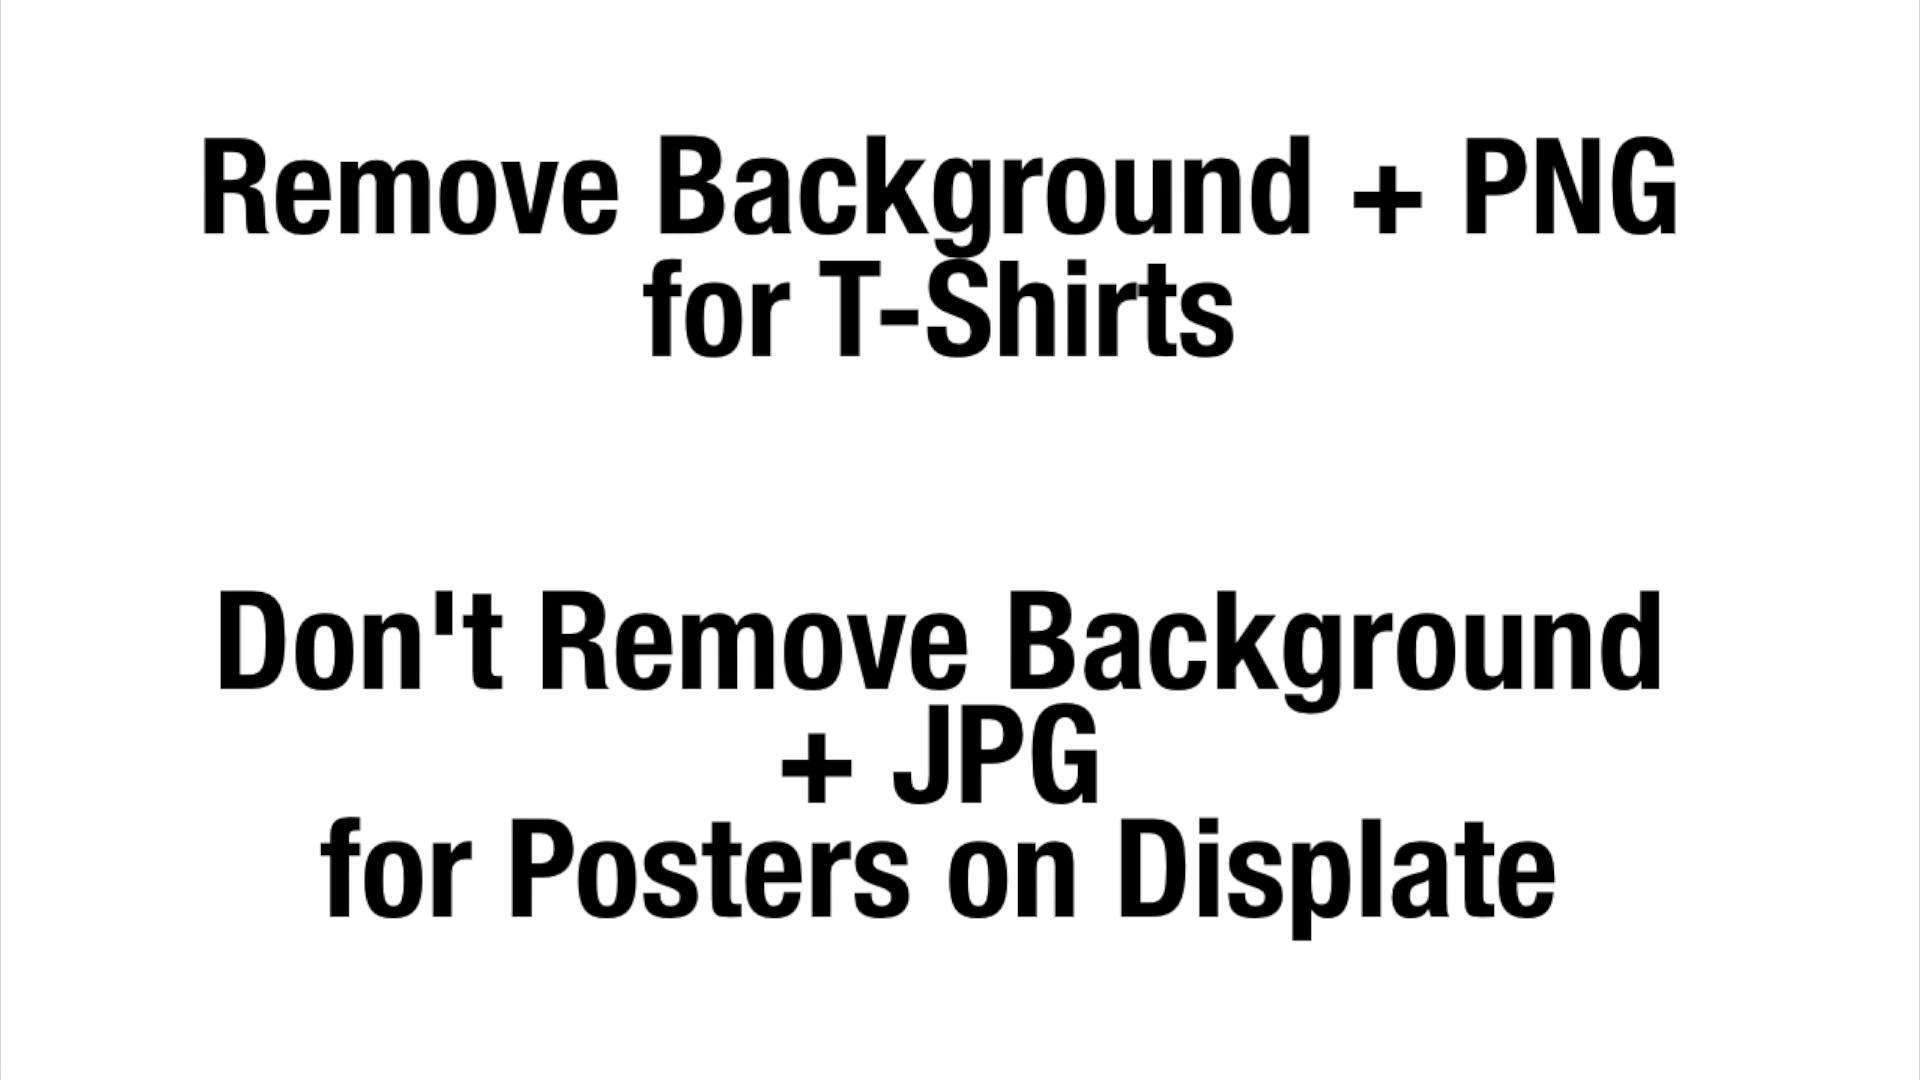 Remove Background + PNG
for T-Shirts
Don't Remove Background
+ JPG
for Posters on Displate